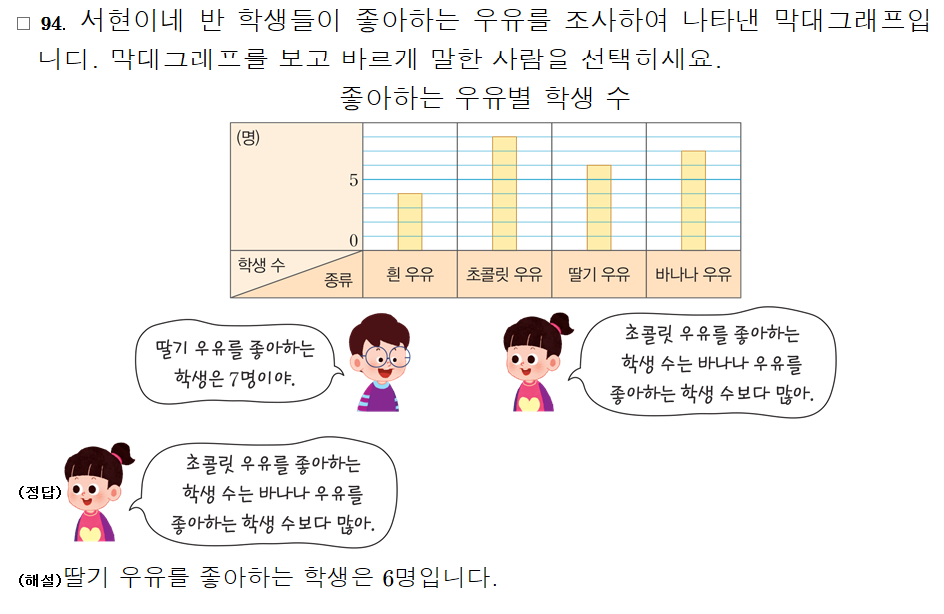 □ 94. 서현이네 반 학생들이 좋아하는 우유를 조사하여 나타낸 막대그래프입
니다. 막대그래프를 보고 바르게 말한 사람을 선택히세요.
좋아하는 우유별 학생 수
(명)
5
0
학생 수
종류
흰 우유
초콜릿 우유
딸기 우유
바나나 우유
딸기 우유를 좋아하는
학생은 7명이야.
초콜릿 우유를 좋아하는
학생 수는 바나나 우유를
좋아하는 학생 수보다 많아.
(정답)
초콜릿 우유를 좋아하는
학생 수는 바나나 우유를
좋아하는 학생 수보다 많아.
(해설)딸기 우유를 좋아하는 학생은 6명입니다.